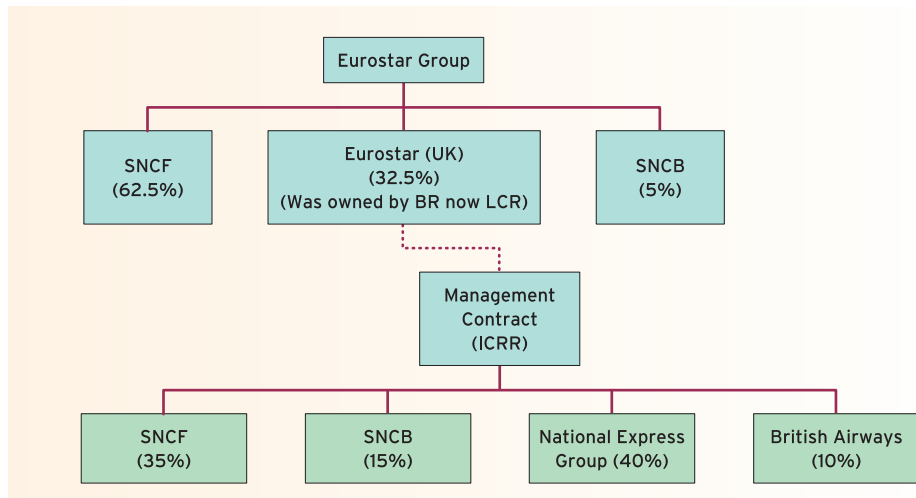 Eurostar Group
SNCF
(62.5%)
Eurostar (UK)
(32.5%)
(Was owned by BR now LCR)
SNCB
(5%)
Management
Contract
(ICRR)
SNCF
(35%)
SNCB
(15%)
National Express
Group (40%)
British Airways
(10%)